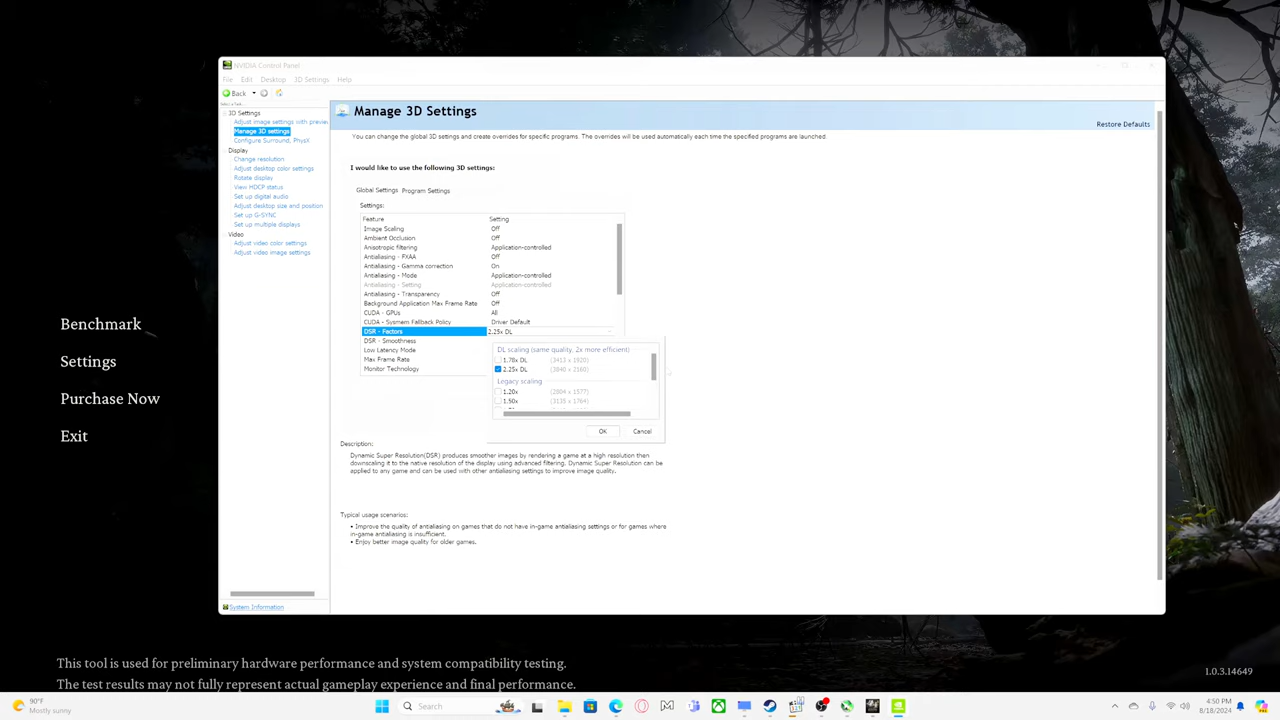 NVIDIA Control Panel
File Edit Desktop 3D Settings Help
Back
Select a Task...
3D Settings
Adjust image settings with preview
Manage 3D settings
Configure Surround, PhysX
Display
Change resolution
Adjust desktop color settings
Rotate display
View HDCP status
Set up digital audio
Adjust desktop size and position
Set up G-SYNC
Set up multiple displays
Video
Adjust video color settings
Adjust video image settings
System Information
Manage 3D Settings
Restore Defaults
You can change the global 3D settings and create overrides for specific programs. The overrides will be used automatically each time the specified programs are launched.
I would like to use the following 3D settings:
Global Settings Program Settings
Settings:
Feature Setting
Image Scaling Off
Ambient Occlusion Off
Anisotropic filtering Application-controlled
Antialiasing - FXAA Off
Antialiasing - Gamma correction On
Antialiasing - Mode Application-controlled
Antialiasing - Setting Application-controlled
Antialiasing - Transparency Off
Background Application Max Frame Rate Off
CUDA - GPUs All
CUDA - Sysmem Fallback Policy Driver Default
DSR - Factors 2.25x DL
DSR - Smoothness
Low Latency Mode
Max Frame Rate
Monitor Technology
DL scaling (same quality, 2x more efficient)
1.78x DL (3413 x 1920)
2.25x DL (3840 x 2160)
Legacy scaling
1.20x (2804 x 1577)
1.50x (3135 x 1764)
OK Cancel
Description:
Dynamic Super Resolution(DSR) produces smoother images by rendering a game at a high resolution then
downscaling it to the native resolution of the display using advanced filtering. Dynamic Super Resolution can be
applied to any game and can be used with other antialiasing settings to improve image quality.
Typical usage scenarios:
• Improve the quality of antialiasing on games that do not have in-game antialiasing settings or for games where
in-game antialiasing is insufficient.
• Enjoy better image quality for older games.
Benchmark
Settings
Purchase Now
Exit
This tool is used for preliminary hardware performance and system compatibility testing.
The test results may not fully represent actual gameplay experience and final performance.
1.0.3.14649
90°F
Mostly sunny
Search
4:50 PM
8/18/2024